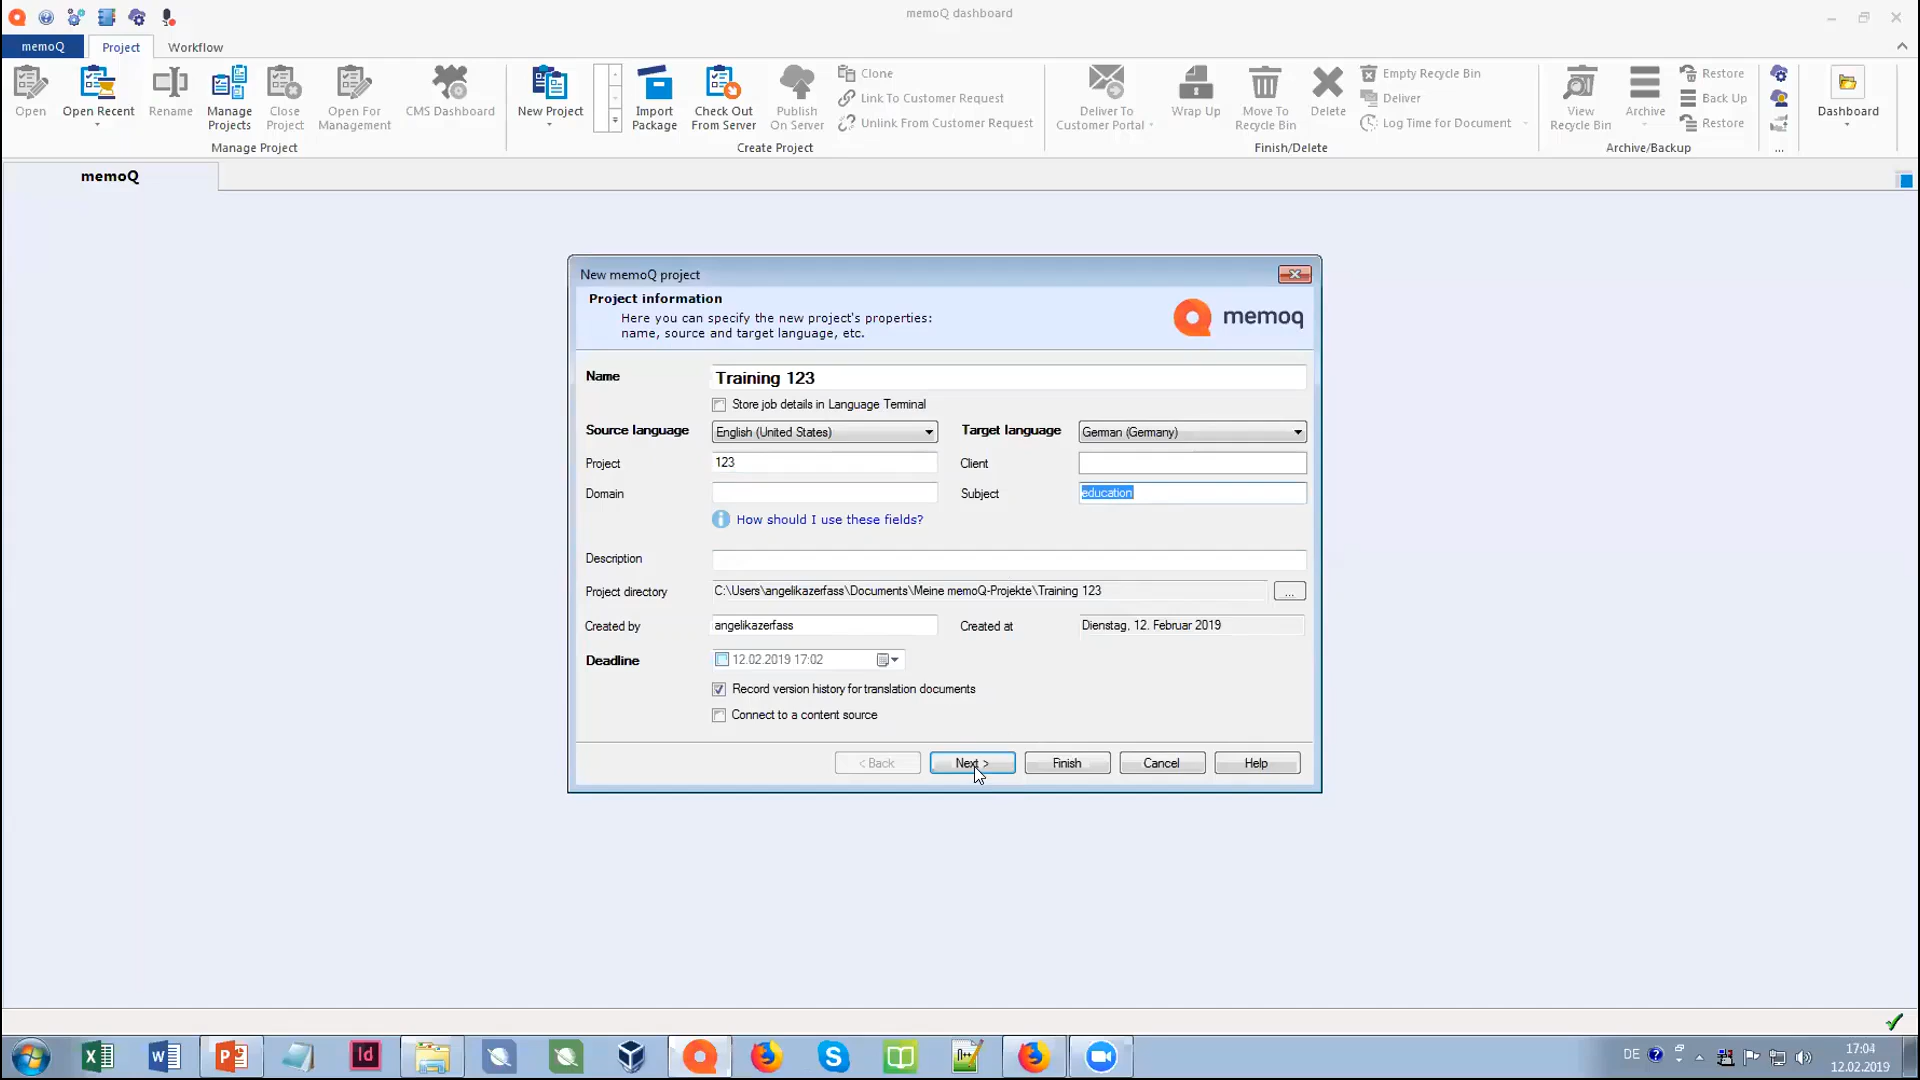 memoQ dashboard
memoQ Project Workflow
Open
Open Recent
Rename
Manage Projects
Close Project
Open For Management
CMS Dashboard
Manage Project
New Project
Import Package
Check Out From Server
Publish On Server
Clone
Link To Customer Request
Unlink From Customer Request
Create Project
Deliver To Customer Portal
Wrap Up
Move To Recycle Bin
Delete
Empty Recycle Bin
Deliver
Log Time for Document
Finish/Delete
View Recycle Bin
Archive
Restore
Back Up
Restore
Archive/Backup
...
Dashboard
memoQ
New memoQ project
Project information
Here you can specify the new project's properties:
name, source and target language, etc.
memoQ
Name Training 123
Store job details in Language Terminal
Source language English (United States) Target language German (Germany)
Project 123 Client
Domain Subject education
How should I use these fields?
Description
Project directory C:\Users\angelikazerfass\Documents\Meine memoQ-Projekte\Training 123 ...
Created by angelikazerfass Created at Dienstag, 12. Februar 2019
Deadline 12.02.2019 17:02
Record version history for translation documents
Connect to a content source
< Back Next > Finish Cancel Help
DE
17:04
12.02.2019